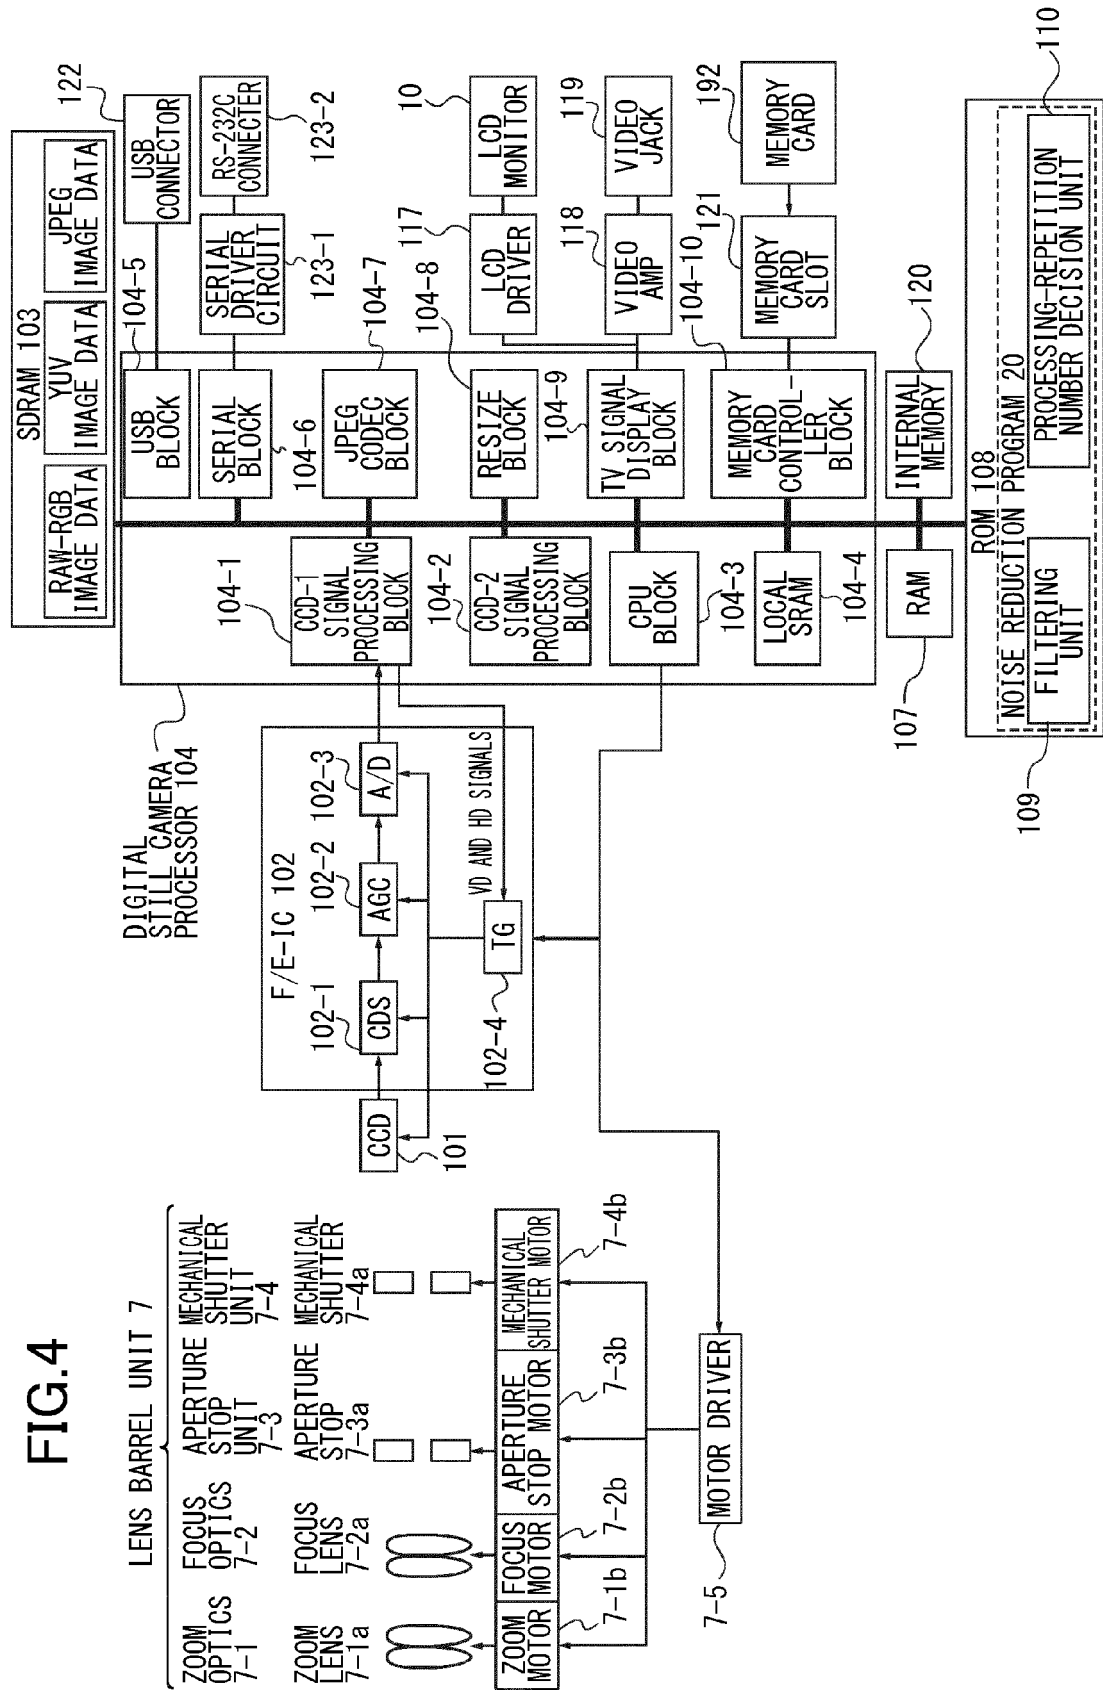 FIG.4
LENS BARREL UNIT 7
ZOOM
OPTICS
7-1
FOCUS
OPTICS
7-2
APERTURE
STOP
UNIT
7-3
MECHANICAL
SHUTTER
UNIT
7-4
ZOOM
LENS
7-1a
FOCUS
LENS
7-2a
APERTURE
STOP
7-3a
MECHANICAL
SHUTTER
7-4a
ZOOM
MOTOR
FOCUS
MOTOR
APERTURE
STOP MOTOR
MECHANICAL
SHUTTER MOTOR
7-1b
7-2b
7-3b
7-4b
MOTOR DRIVER
7-5
CCD
101
F/E-IC 102
102-1
102-2
102-3
CDS
AGC
A/D
TG
102-4
VD AND HD SIGNALS
DIGITAL
STILL CAMERA
PROCESSOR 104
SDRAM 103
RAW-RGB
IMAGE DATA
YUV
IMAGE DATA
JPEG
IMAGE DATA
104-1
CCD-1
SIGNAL
PROCESSING
BLOCK
104-2
CCD-2
SIGNAL
PROCESSING
BLOCK
CPU
BLOCK
104-3
LOCAL
SRAM
104-4
USB
BLOCK
104-5
USB
CONNECTOR
122
SERIAL
BLOCK
104-6
SERIAL
DRIVER
CIRCUIT
123-1
RS-232C
CONNECTER
123-2
JPEG
CODEC
BLOCK
104-7
RESIZE
BLOCK
104-8
LCD
DRIVER
117
LCD
MONITOR
10
TV SIGNAL
DISPLAY
BLOCK
104-9
VIDEO
AMP
118
VIDEO
JACK
119
MEMORY
CARD
CONTROL-
LER
BLOCK
104-10
MEMORY
CARD
SLOT
121
MEMORY
CARD
192
RAM
107
INTERNAL
MEMORY
120
ROM 108
NOISE REDUCTION PROGRAM 20
FILTERING
UNIT
109
PROCESSING-REPETITION
NUMBER DECISION UNIT
110